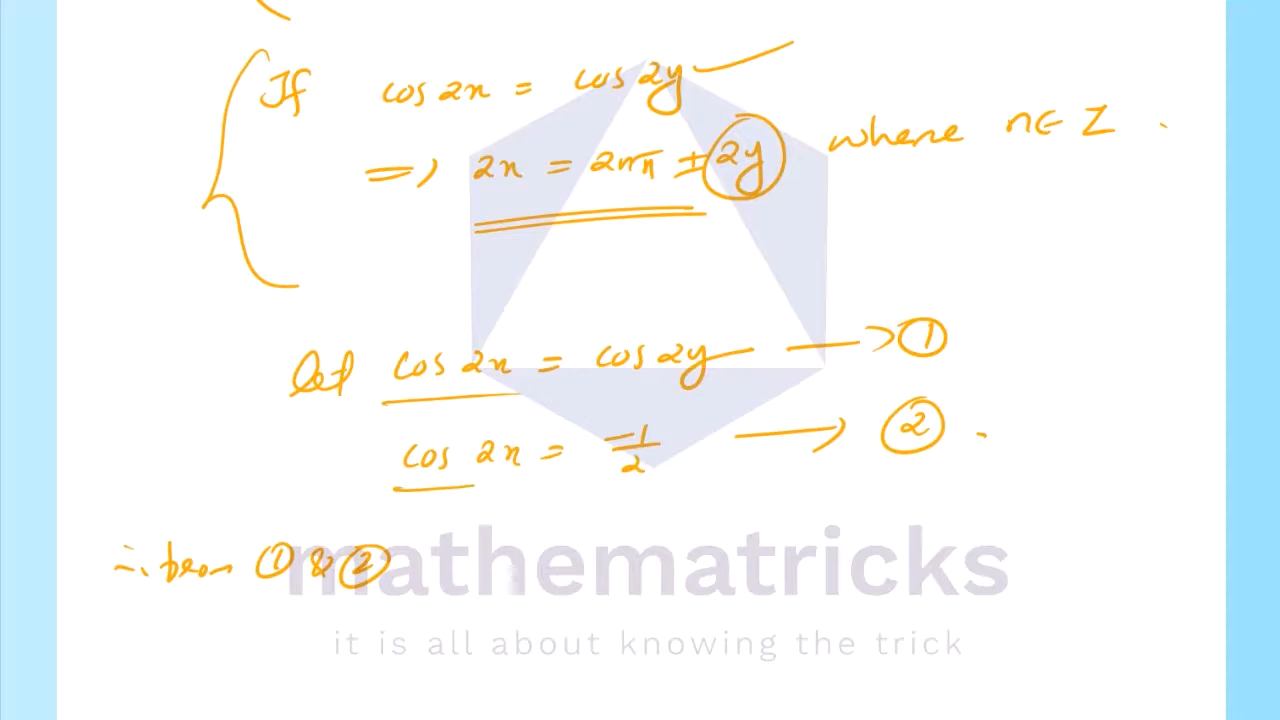 If cos 2x = cos 2y
⇒ 2x = 2nπ ± 2y where n ∈ Z.
let cos 2x = cos 2y → ①
cos 2x = -1/2 → ②.
∴ from ① & ②
mathematricks
it is all about knowing the trick